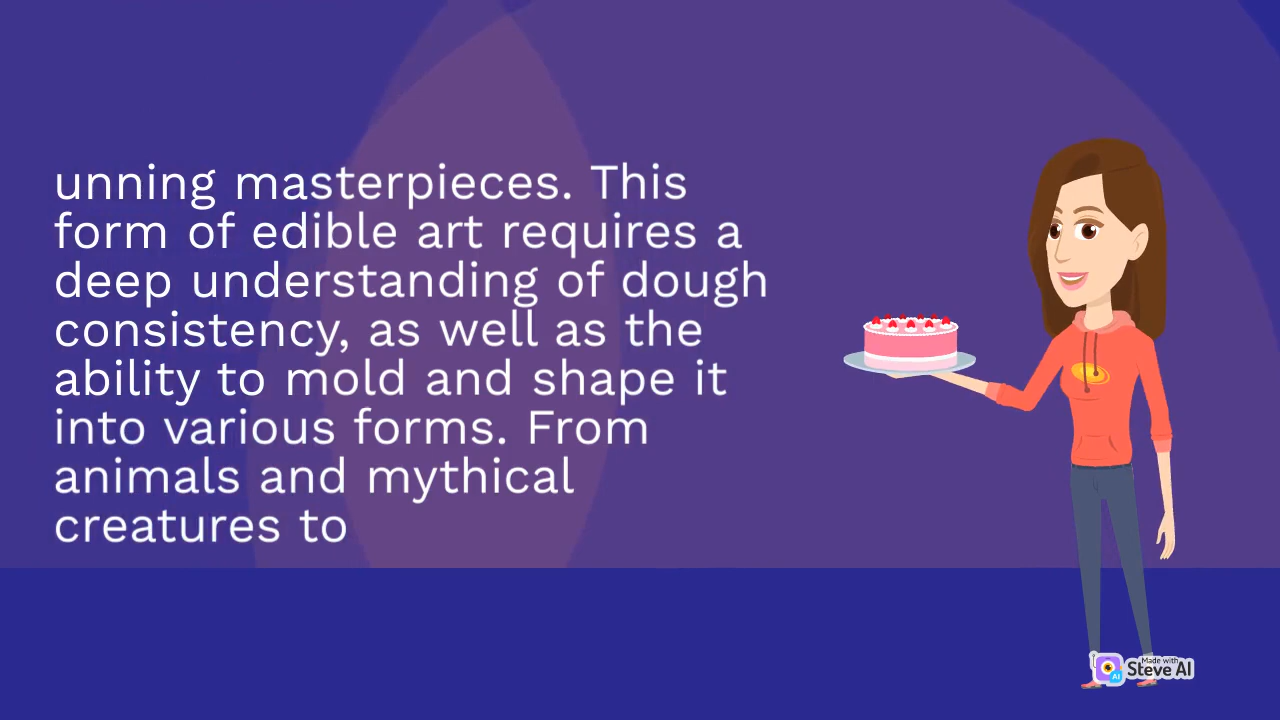 unning masterpieces. This
form of edible art requires a
deep understanding of dough
consistency, as well as the
ability to mold and shape it
into various forms. From
animals and mythical
creatures to
Made with
Steve AI
AI